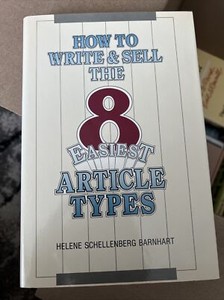 HOW TO
WRITE & SELL
THE
8
EASIEST
ARTICLE
TYPES
HELENE SCHELLENBERG BARNHART